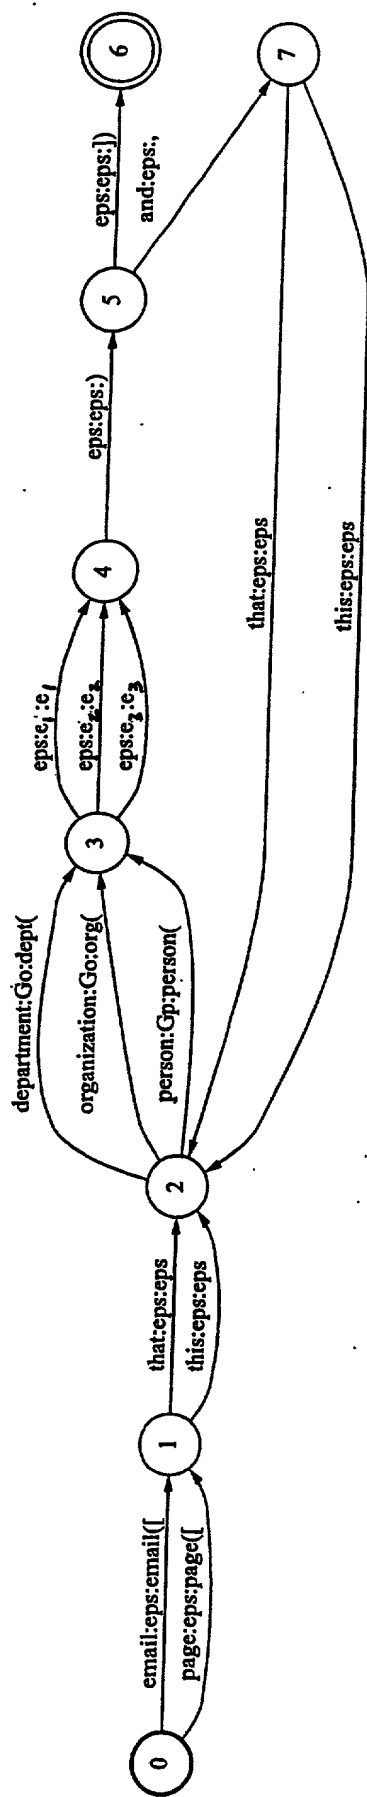 0
email:eps:email([
page:eps:page([
1
that:eps:eps
this:eps:eps
2
department:Go:dept(
organization:Go:org(
person:Gp:person(
3
eps:e1:e1
eps:e2:e2
eps:e3:e3
4
eps:eps:)
5
eps:eps:])
and:eps:,
6
that:eps:eps
this:eps:eps
7